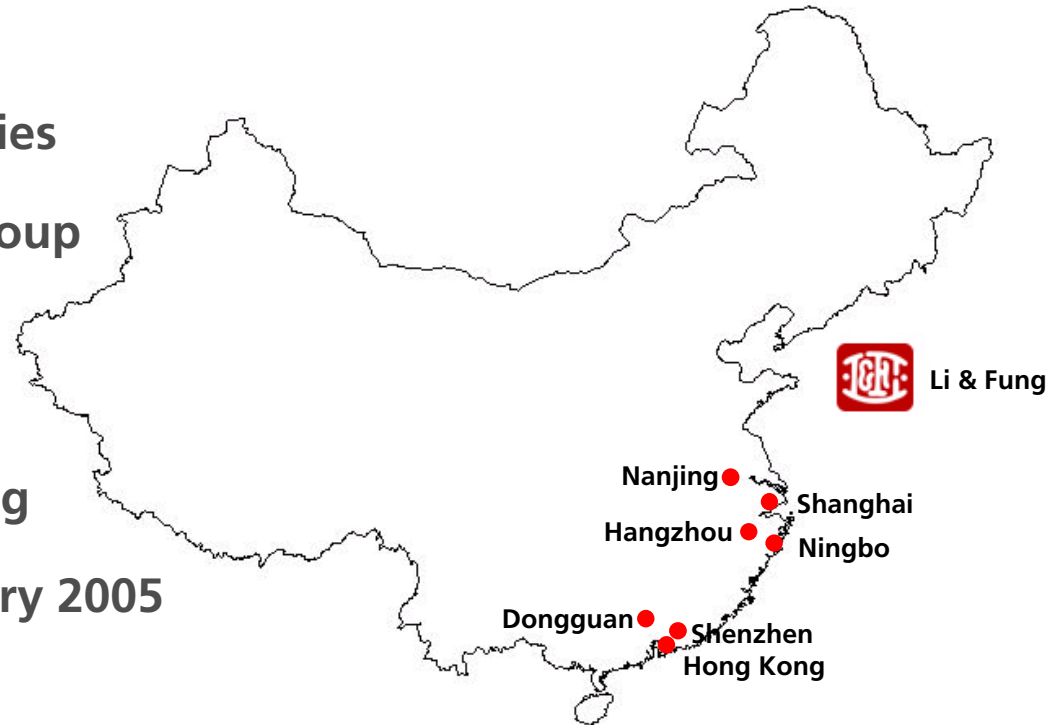 ies
oup
Li & Fung
Nanjing
Shanghai
Hangzhou
Ningbo
g
ry 2005
Dongguan
Shenzhen
Hong Kong